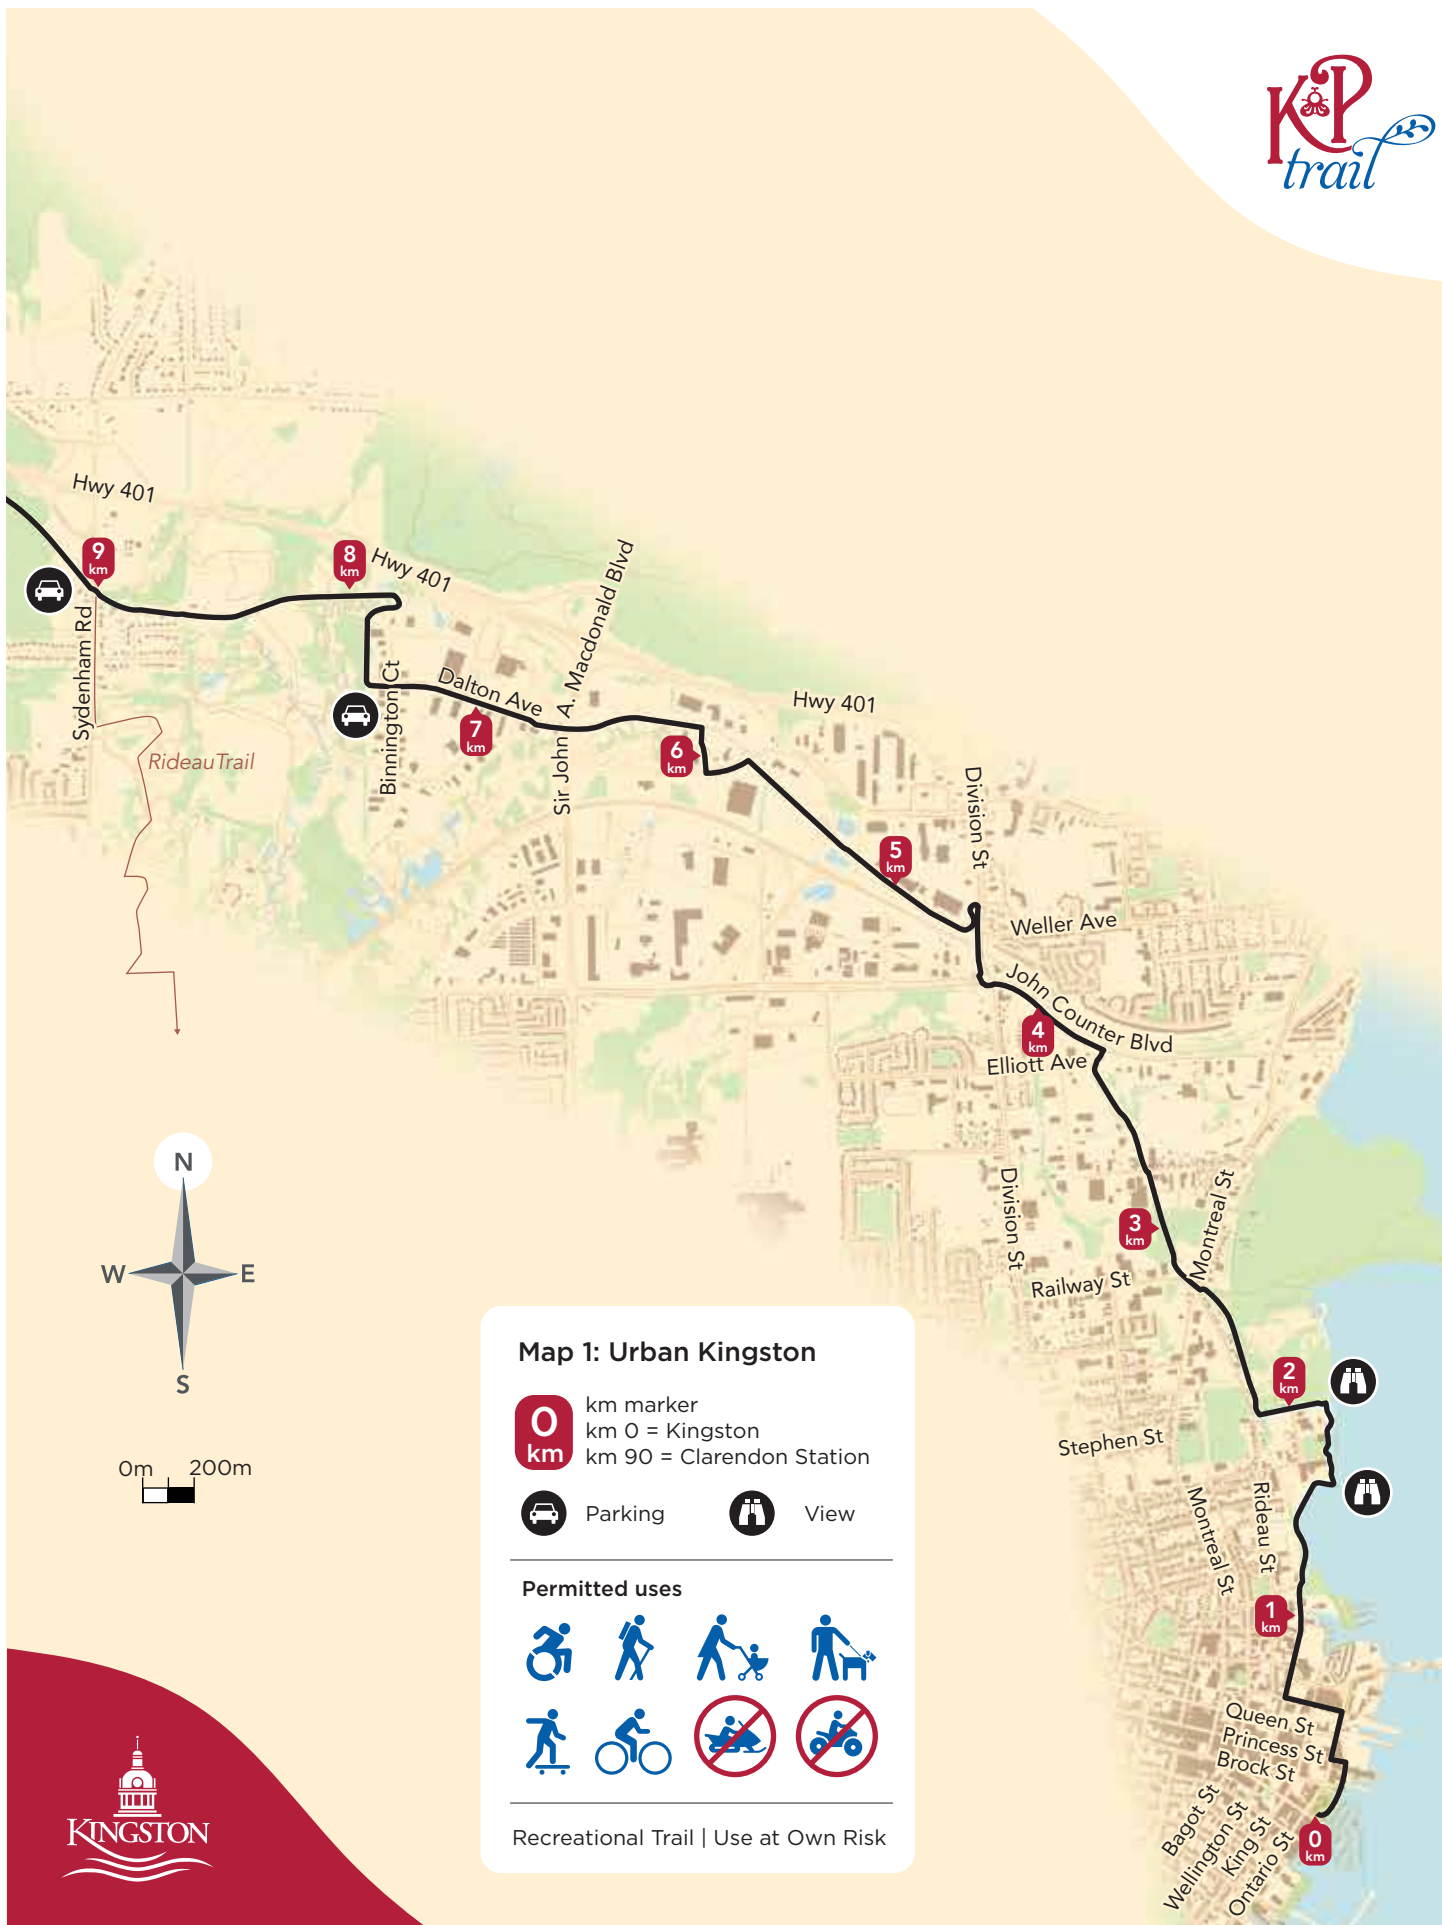 KP
trail
Hwy 401
9
km
8
km
Hwy 401
Sydenham Rd
Rideau Trail
Binnington Ct
Dalton Ave
7
km
Sir John A. Macdonald Blvd
6
km
Hwy 401
5
km
Division St
Weller Ave
John Counter Blvd
4
km
Elliott Ave
Division St
3
km
Montreal St
Railway St
2
km
Stephen St
Montreal St
Rideau St
1
km
Queen St
Princess St
Brock St
Bagot St
Wellington St
King St
Ontario St
0
km
N
W
E
S
0m 200m
Map 1: Urban Kingston
0
km
km marker
km 0 = Kingston
km 90 = Clarendon Station
Parking
View
Permitted uses
Recreational Trail | Use at Own Risk
KINGSTON